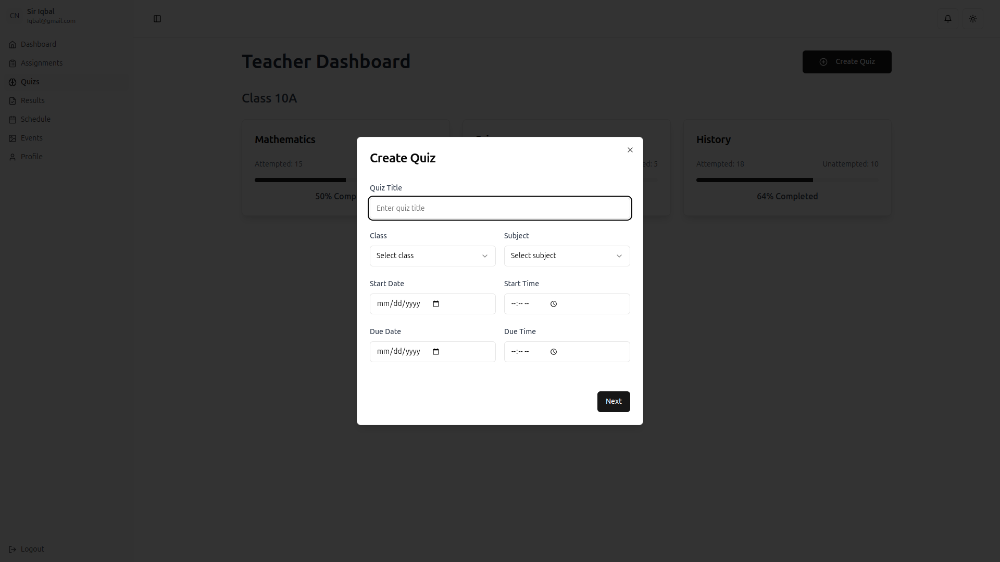 CN
Sir Iqbal
Iqbal@gmail.com
Dashboard
Assignments
Quizs
Results
Schedule
Events
Profile
Logout
Teacher Dashboard
Create Quiz
Class 10A
Mathematics
Attempted: 15
50% Comp
ed: 5
History
Attempted: 18
Unattempted: 10
64% Completed
Create Quiz
Quiz Title
Enter quiz title
Class
Subject
Select class
Select subject
Start Date
Start Time
mm/dd/yyyy
--:-- --
Due Date
Due Time
mm/dd/yyyy
--:-- --
Next